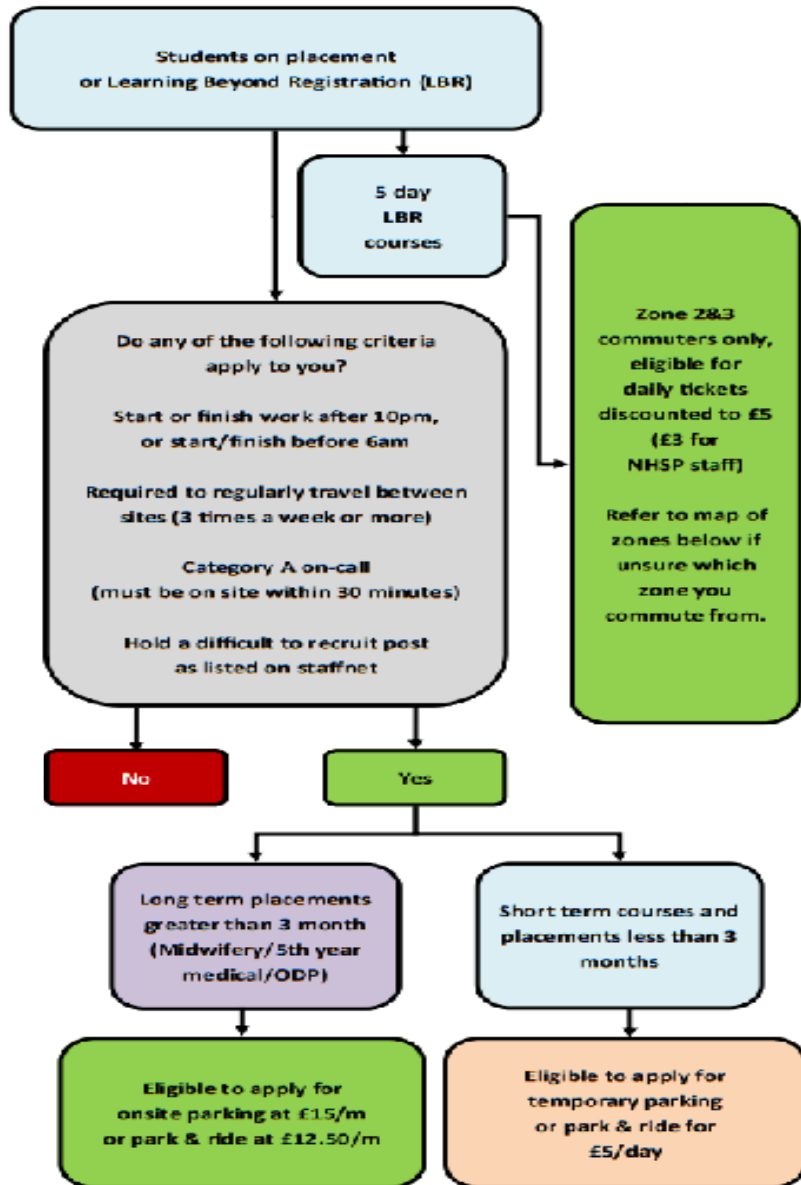 Students on placement
or Learning Beyond Registration (LBR)
5 day
LBR
courses
Zone 2&3
commuters only,
eligible for
daily tickets
discounted to £5
(£3 for
NHSP staff)
Refer to map of
zones below if
unsure which
zone you
commute from.
Do any of the following criteria
apply to you?
Start or finish work after 10pm,
or start/finish before 6am
Required to regularly travel between
sites (3 times a week or more)
Category A on-call
(must be on site within 30 minutes)
Hold a difficult to recruit post
as listed on staffnet
No
Yes
Long term placements
greater than 3 month
(Midwifery/5th year
medical/ODP)
Short term courses and
placements less than 3
months
Eligible to apply for
onsite parking at £15/m
or park & ride at £12.50/m
Eligible to apply for
temporary parking
or park & ride for
£5/day